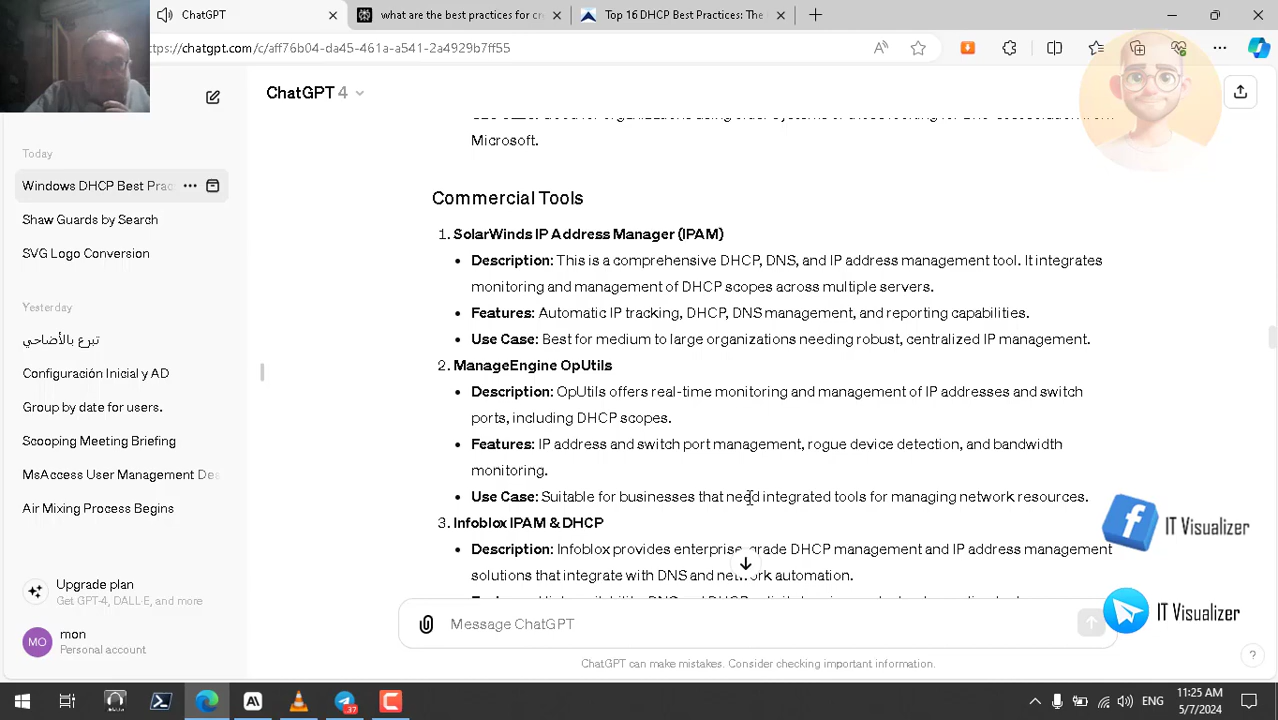 ChatGPT
what are the best practices for cr
Top 16 DHCP Best Practices: The
ttps://chatgpt.com/c/aff76b04-da45-461a-a541-2a4929b7ff55
ChatGPT 4
Microsoft.
Today
Windows DHCP Best Prac
Shaw Guards by Search
SVG Logo Conversion
Yesterday
تبرع بالأضاحي
Configuración Inicial y AD
Group by date for users.
Scooping Meeting Briefing
MsAccess User Management Des
Air Mixing Process Begins
Upgrade plan
Get GPT-4, DALL·E, and more
MO
mon
Personal account
Commercial Tools
1. SolarWinds IP Address Manager (IPAM)
• Description: This is a comprehensive DHCP, DNS, and IP address management tool. It integrates
monitoring and management of DHCP scopes across multiple servers.
• Features: Automatic IP tracking, DHCP, DNS management, and reporting capabilities.
• Use Case: Best for medium to large organizations needing robust, centralized IP management.
2. ManageEngine OpUtils
• Description: OpUtils offers real-time monitoring and management of IP addresses and switch
ports, including DHCP scopes.
• Features: IP address and switch port management, rogue device detection, and bandwidth
monitoring.
• Use Case: Suitable for businesses that need integrated tools for managing network resources.
3. Infoblox IPAM & DHCP
• Description: Infoblox provides enterprise-grade DHCP management and IP address management
solutions that integrate with DNS and network automation.
Message ChatGPT
ChatGPT can make mistakes. Consider checking important information.
?
IT Visualizer
IT Visualizer
37
ENG
11:25 AM
5/7/2024